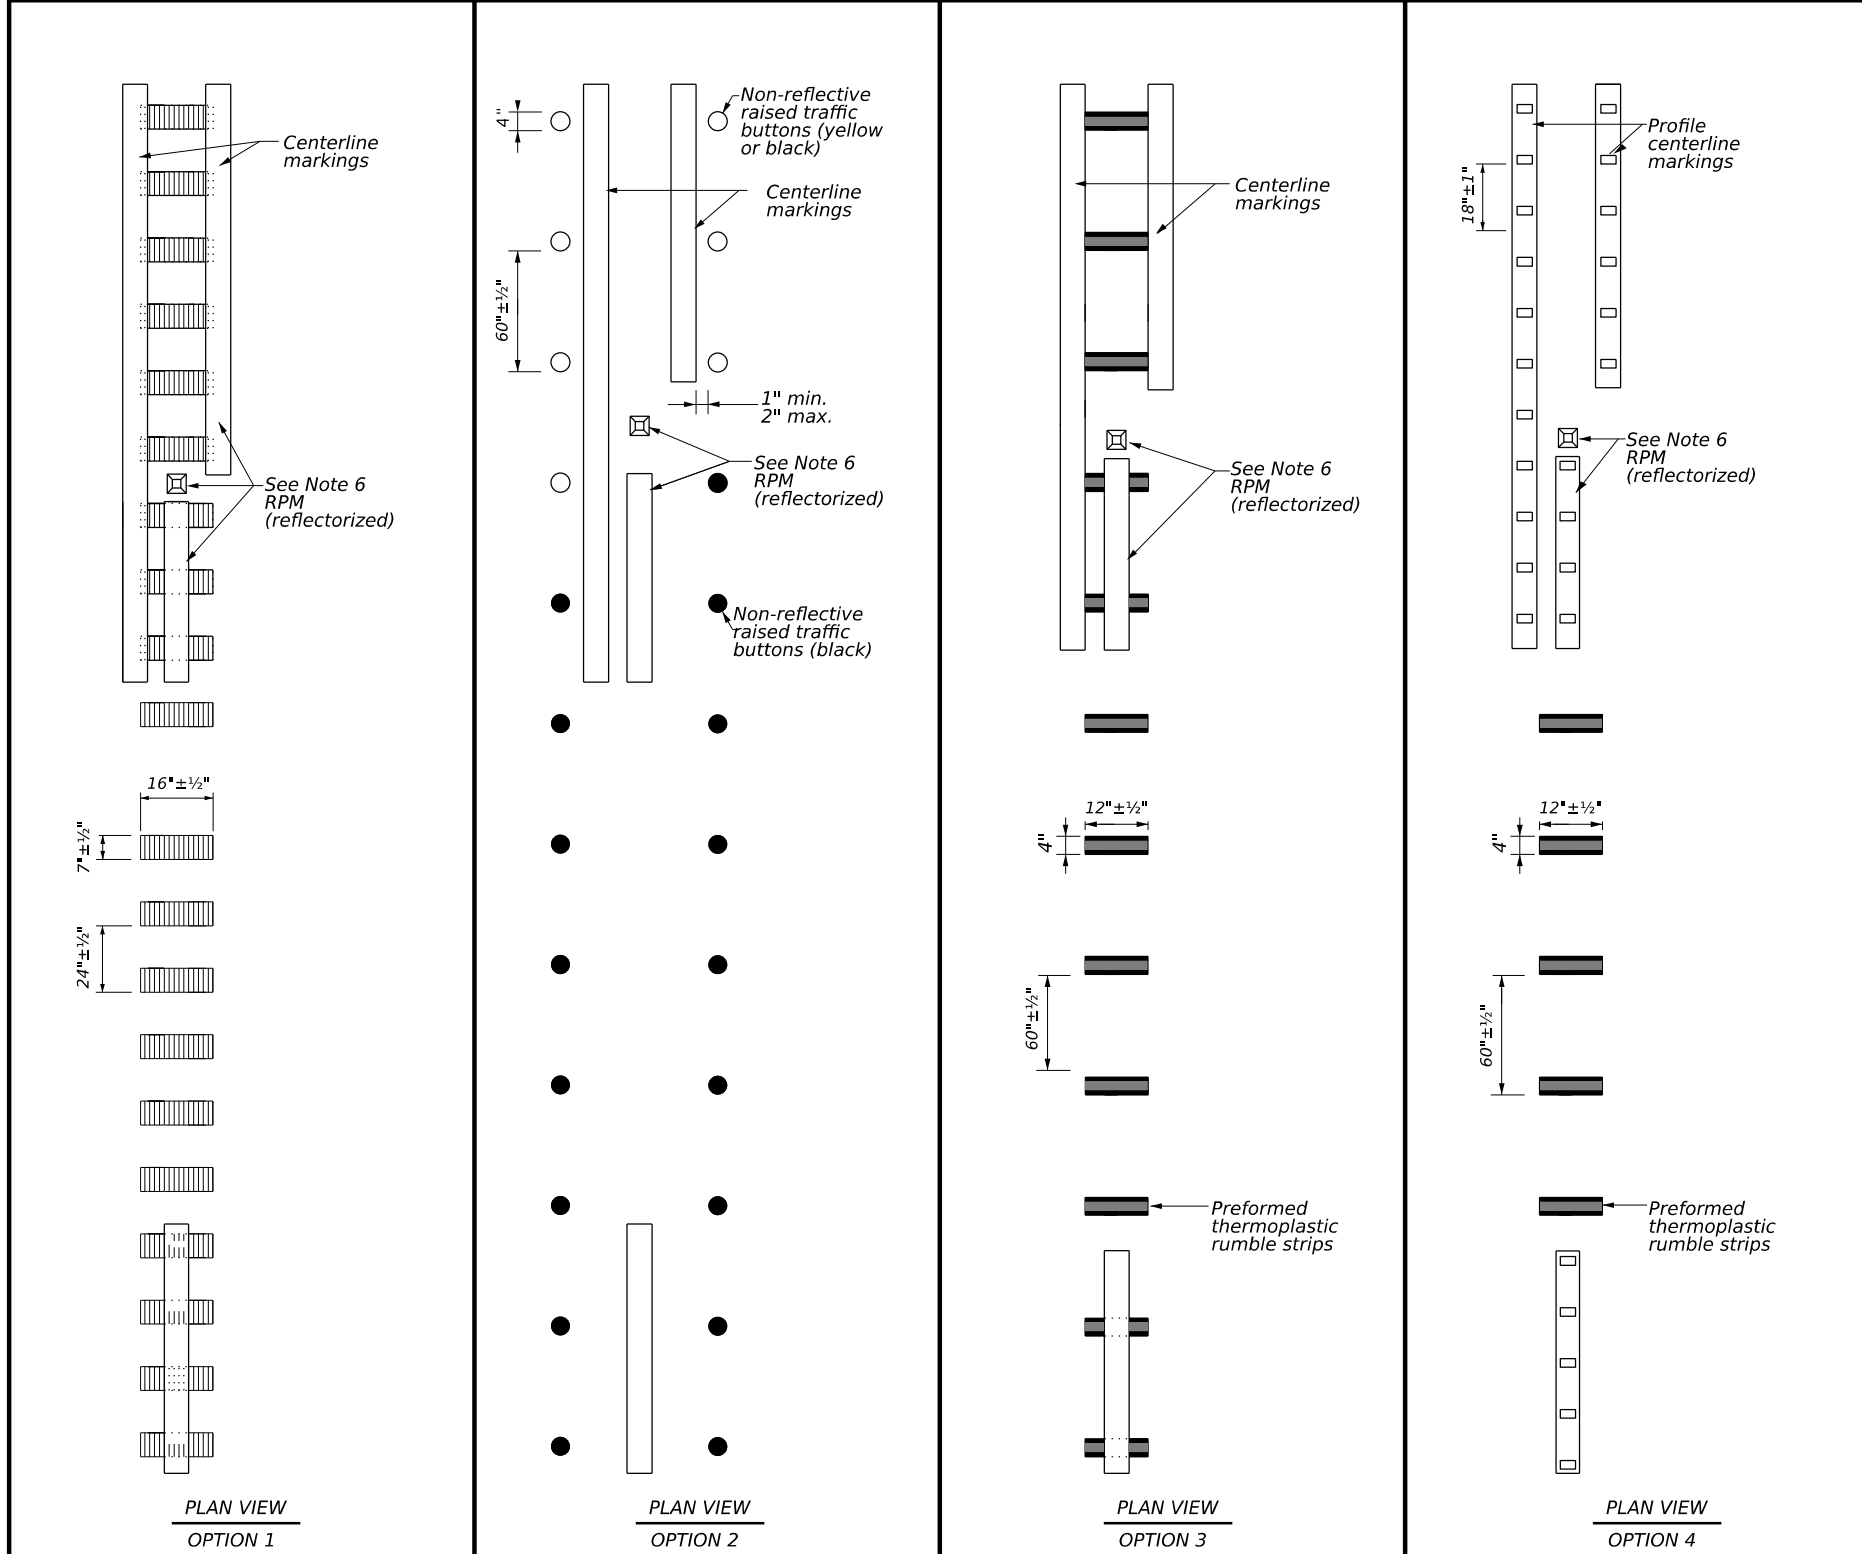 Centerline
markings
See Note 6
RPM
(reflectorized)
16"±½"
7"±½"
24"±½"
PLAN VIEW
OPTION 1
4"
Non-reflective
raised traffic
buttons (yellow
or black)
Centerline
markings
60"±½"
1" min.
2" max.
See Note 6
RPM
(reflectorized)
Non-reflective
raised traffic
buttons (black)
PLAN VIEW
OPTION 2
Centerline
markings
See Note 6
RPM
(reflectorized)
12"±½"
4"
60"±½"
Preformed
thermoplastic
rumble strips
PLAN VIEW
OPTION 3
Profile
centerline
markings
18"±1"
See Note 6
RPM
(reflectorized)
12"±½"
4"
60"±½"
Preformed
thermoplastic
rumble strips
PLAN VIEW
OPTION 4